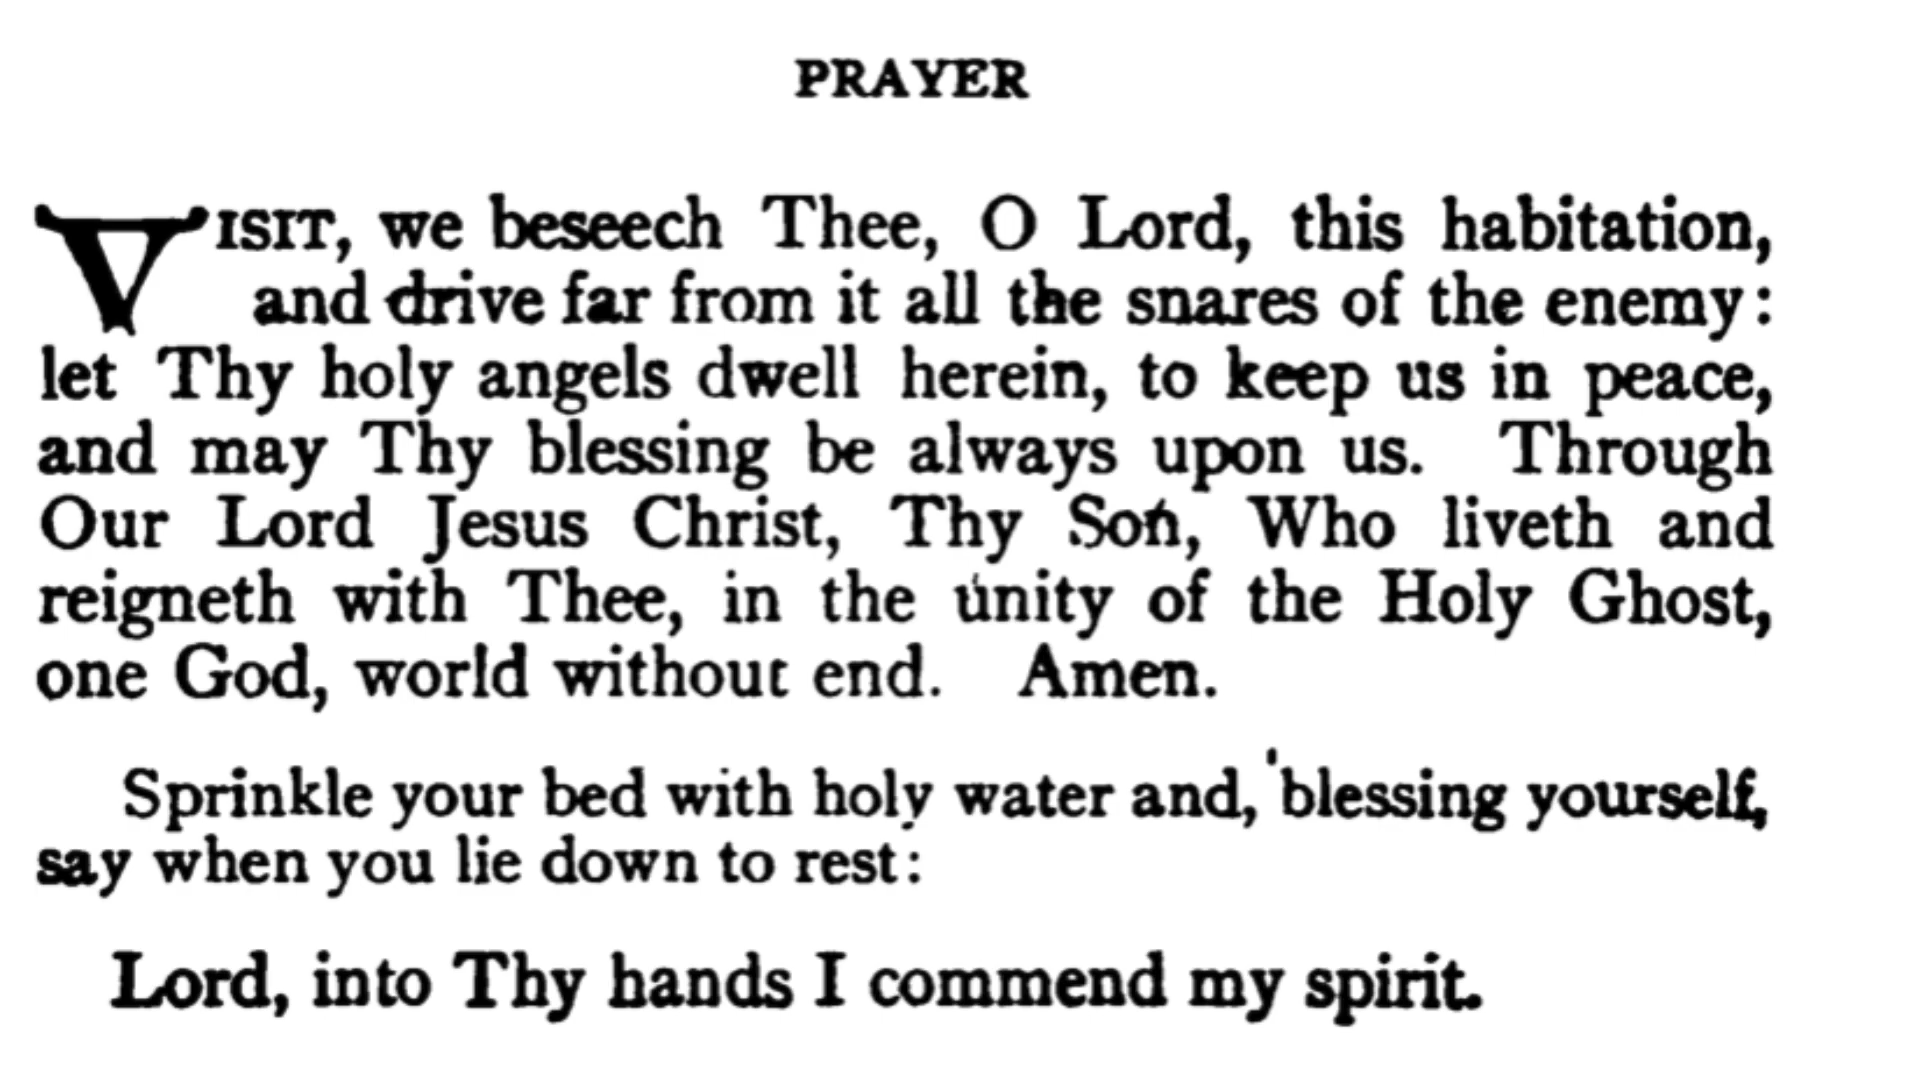 PRAYER
VISIT, we beseech Thee, O Lord, this habitation,
and drive far from it all the snares of the enemy:
let Thy holy angels dwell herein, to keep us in peace,
and may Thy blessing be always upon us. Through
Our Lord Jesus Christ, Thy Son, Who liveth and
reigneth with Thee, in the unity of the Holy Ghost,
one God, world without end. Amen.
Sprinkle your bed with holy water and, blessing yourself,
say when you lie down to rest:
Lord, into Thy hands I commend my spirit.